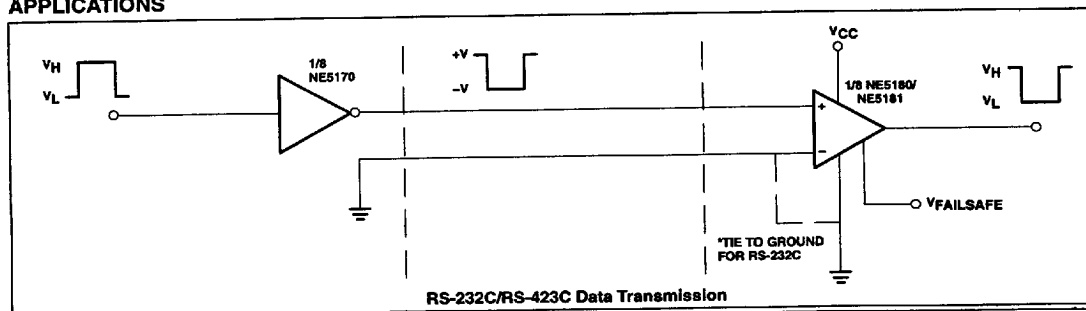 APPLICATIONS
VH
VL
1/8
NE5170
+V
–V
VCC
1/8 NE5180/
NE5181
+
–
VH
VL
VFAILSAFE
*TIE TO GROUND
FOR RS-232C
RS-232C/RS-423C Data Transmission